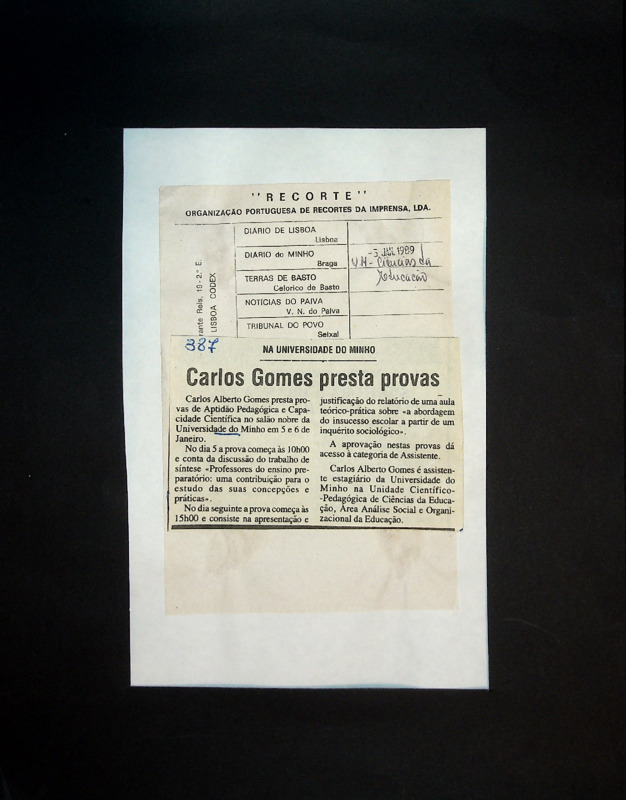 "RECORTE"
ORGANIZAÇÃO PORTUGUESA DE RECORTES DA IMPRENSA, LDA.
rante Reis, 19-2.º E.
LISBOA CODEX
DIÁRIO DE LISBOA
Lisboa
DIÁRIO do MINHO
Braga
TERRAS DE BASTO
Celorico de Basto
NOTÍCIAS DO PAIVA
V. N. do Paiva
TRIBUNAL DO POVO
Seixal
-5 JAN. 1989
UM - Ciências da
Educação
387
NA UNIVERSIDADE DO MINHO
Carlos Gomes presta provas
Carlos Alberto Gomes presta pro-
vas de Aptidão Pedagógica e Capa-
cidade Científica no salão nobre da
Universidade do Minho em 5 e 6 de
Janeiro.
No dia 5 a prova começa às 10h00
e conta da discussão do trabalho de
síntese «Professores do ensino pre-
paratório: uma contribuição para o
estudo das suas concepções e
práticas».
No dia seguinte a prova começa às
15h00 e consiste na apresentação e
justificação do relatório de uma aula
teórico-prática sobre «a abordagem
do insucesso escolar a partir de um
inquérito sociológico».
A aprovação nestas provas dá
acesso à categoria de Assistente.
Carlos Alberto Gomes é assisten-
te estagiário da Universidade do
Minho na Unidade Científico-
-Pedagógica de Ciências da Educa-
ção, Área Análise Social e Organi-
zacional da Educação.